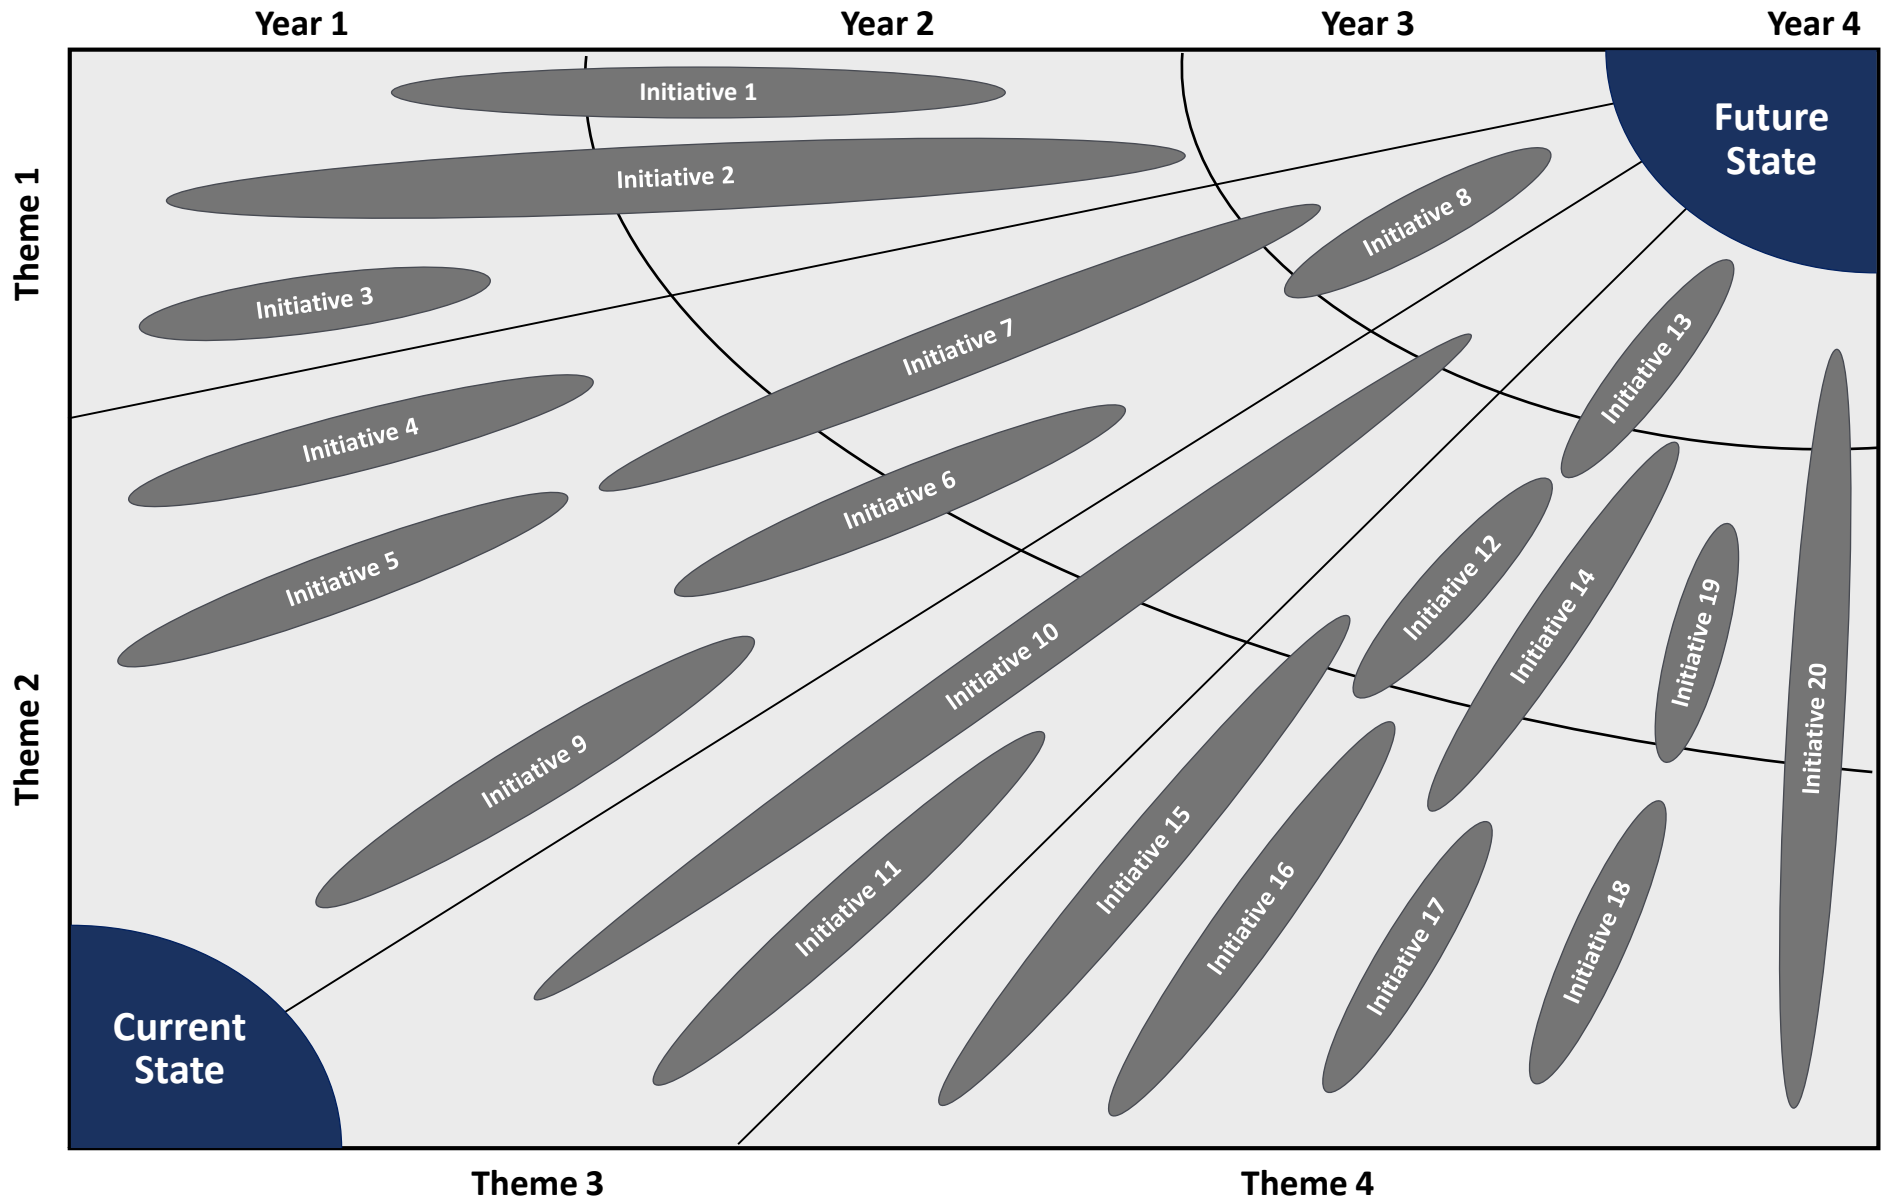 Year 1
Year 2
Year 3
Year 4
Theme 1
Theme 2
Initiative 1
Initiative 2
Initiative 3
Initiative 4
Initiative 5
Initiative 6
Initiative 7
Initiative 8
Initiative 9
Initiative 10
Initiative 11
Initiative 12
Initiative 13
Initiative 14
Initiative 15
Initiative 16
Initiative 17
Initiative 18
Initiative 19
Initiative 20
Future
State
Current
State
Theme 3
Theme 4